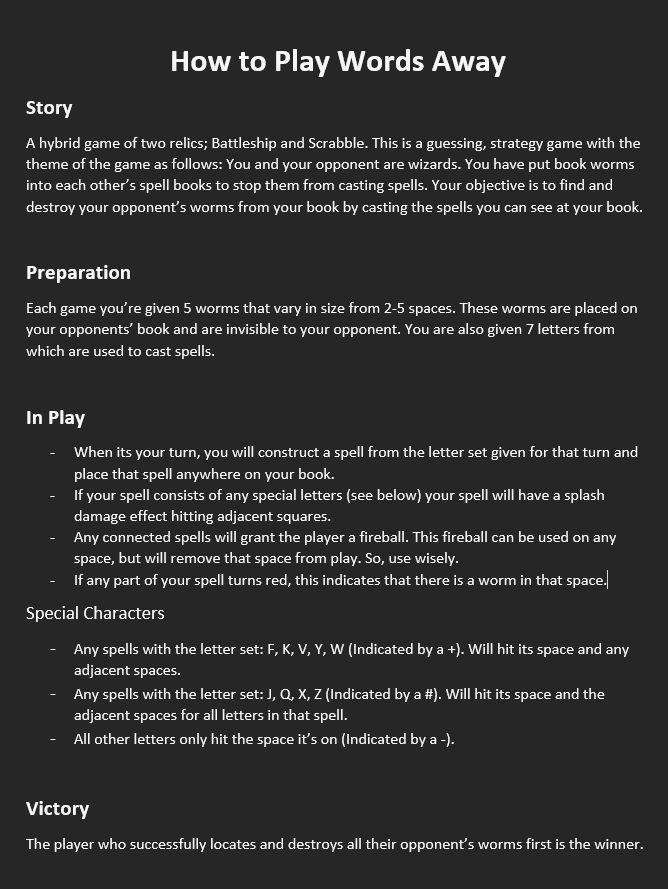 How to Play Words Away
Story
A hybrid game of two relics; Battleship and Scrabble. This is a guessing, strategy game with the
theme of the game as follows: You and your opponent are wizards. You have put book worms
into each other's spell books to stop them from casting spells. Your objective is to find and
destroy your opponent's worms from your book by casting the spells you can see at your book.
Preparation
Each game you're given 5 worms that vary in size from 2-5 spaces. These worms are placed on
your opponents' book and are invisible to your opponent. You are also given 7 letters from
which are used to cast spells.
In Play
- When its your turn, you will construct a spell from the letter set given for that turn and
place that spell anywhere on your book.
- If your spell consists of any special letters (see below) your spell will have a splash
damage effect hitting adjacent squares.
- Any connected spells will grant the player a fireball. This fireball can be used on any
space, but will remove that space from play. So, use wisely.
- If any part of your spell turns red, this indicates that there is a worm in that space.
Special Characters
- Any spells with the letter set: F, K, V, Y, W (Indicated by a +). Will hit its space and any
adjacent spaces.
- Any spells with the letter set: J, Q, X, Z (Indicated by a #). Will hit its space and the
adjacent spaces for all letters in that spell.
- All other letters only hit the space it's on (Indicated by a -).
Victory
The player who successfully locates and destroys all their opponent's worms first is the winner.